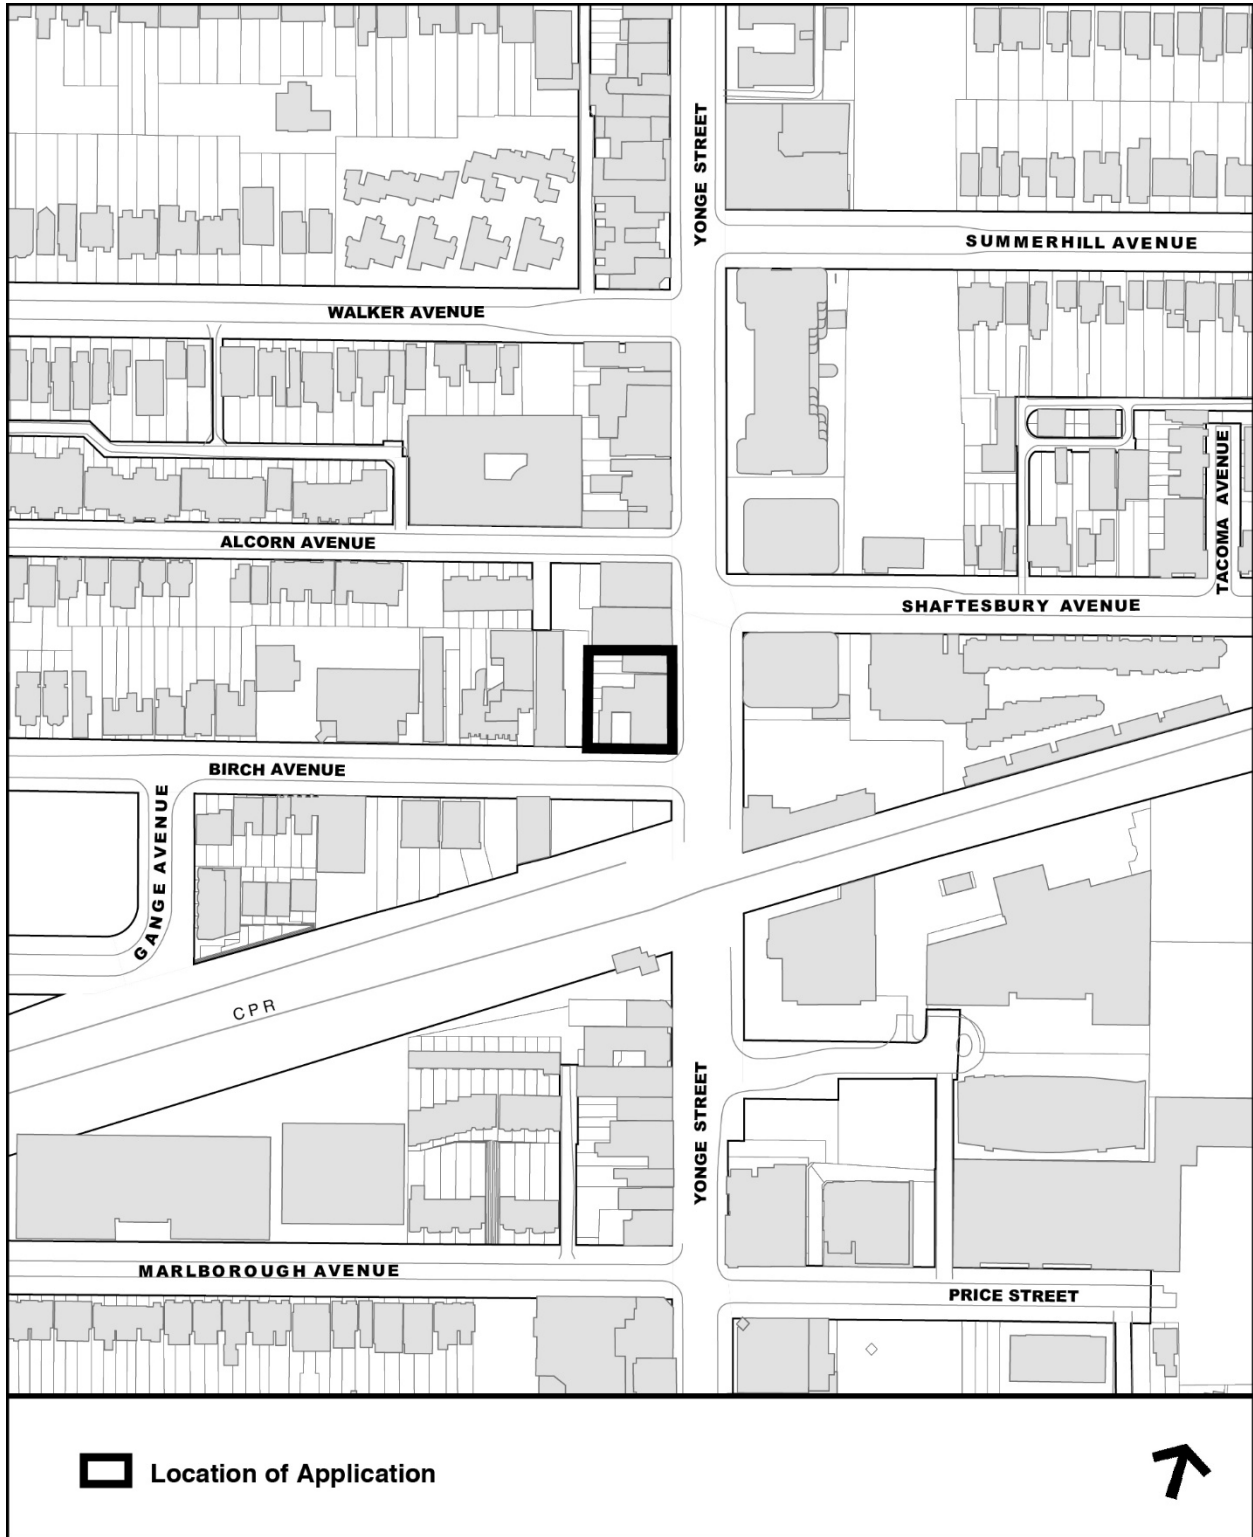 YONGE STREET
SUMMERHILL AVENUE
WALKER AVENUE
TACOMA AVENUE
ALCORN AVENUE
SHAFTESBURY AVENUE
BIRCH AVENUE
GANGE AVENUE
CPR
YONGE STREET
MARLBOROUGH AVENUE
PRICE STREET
Location of Application